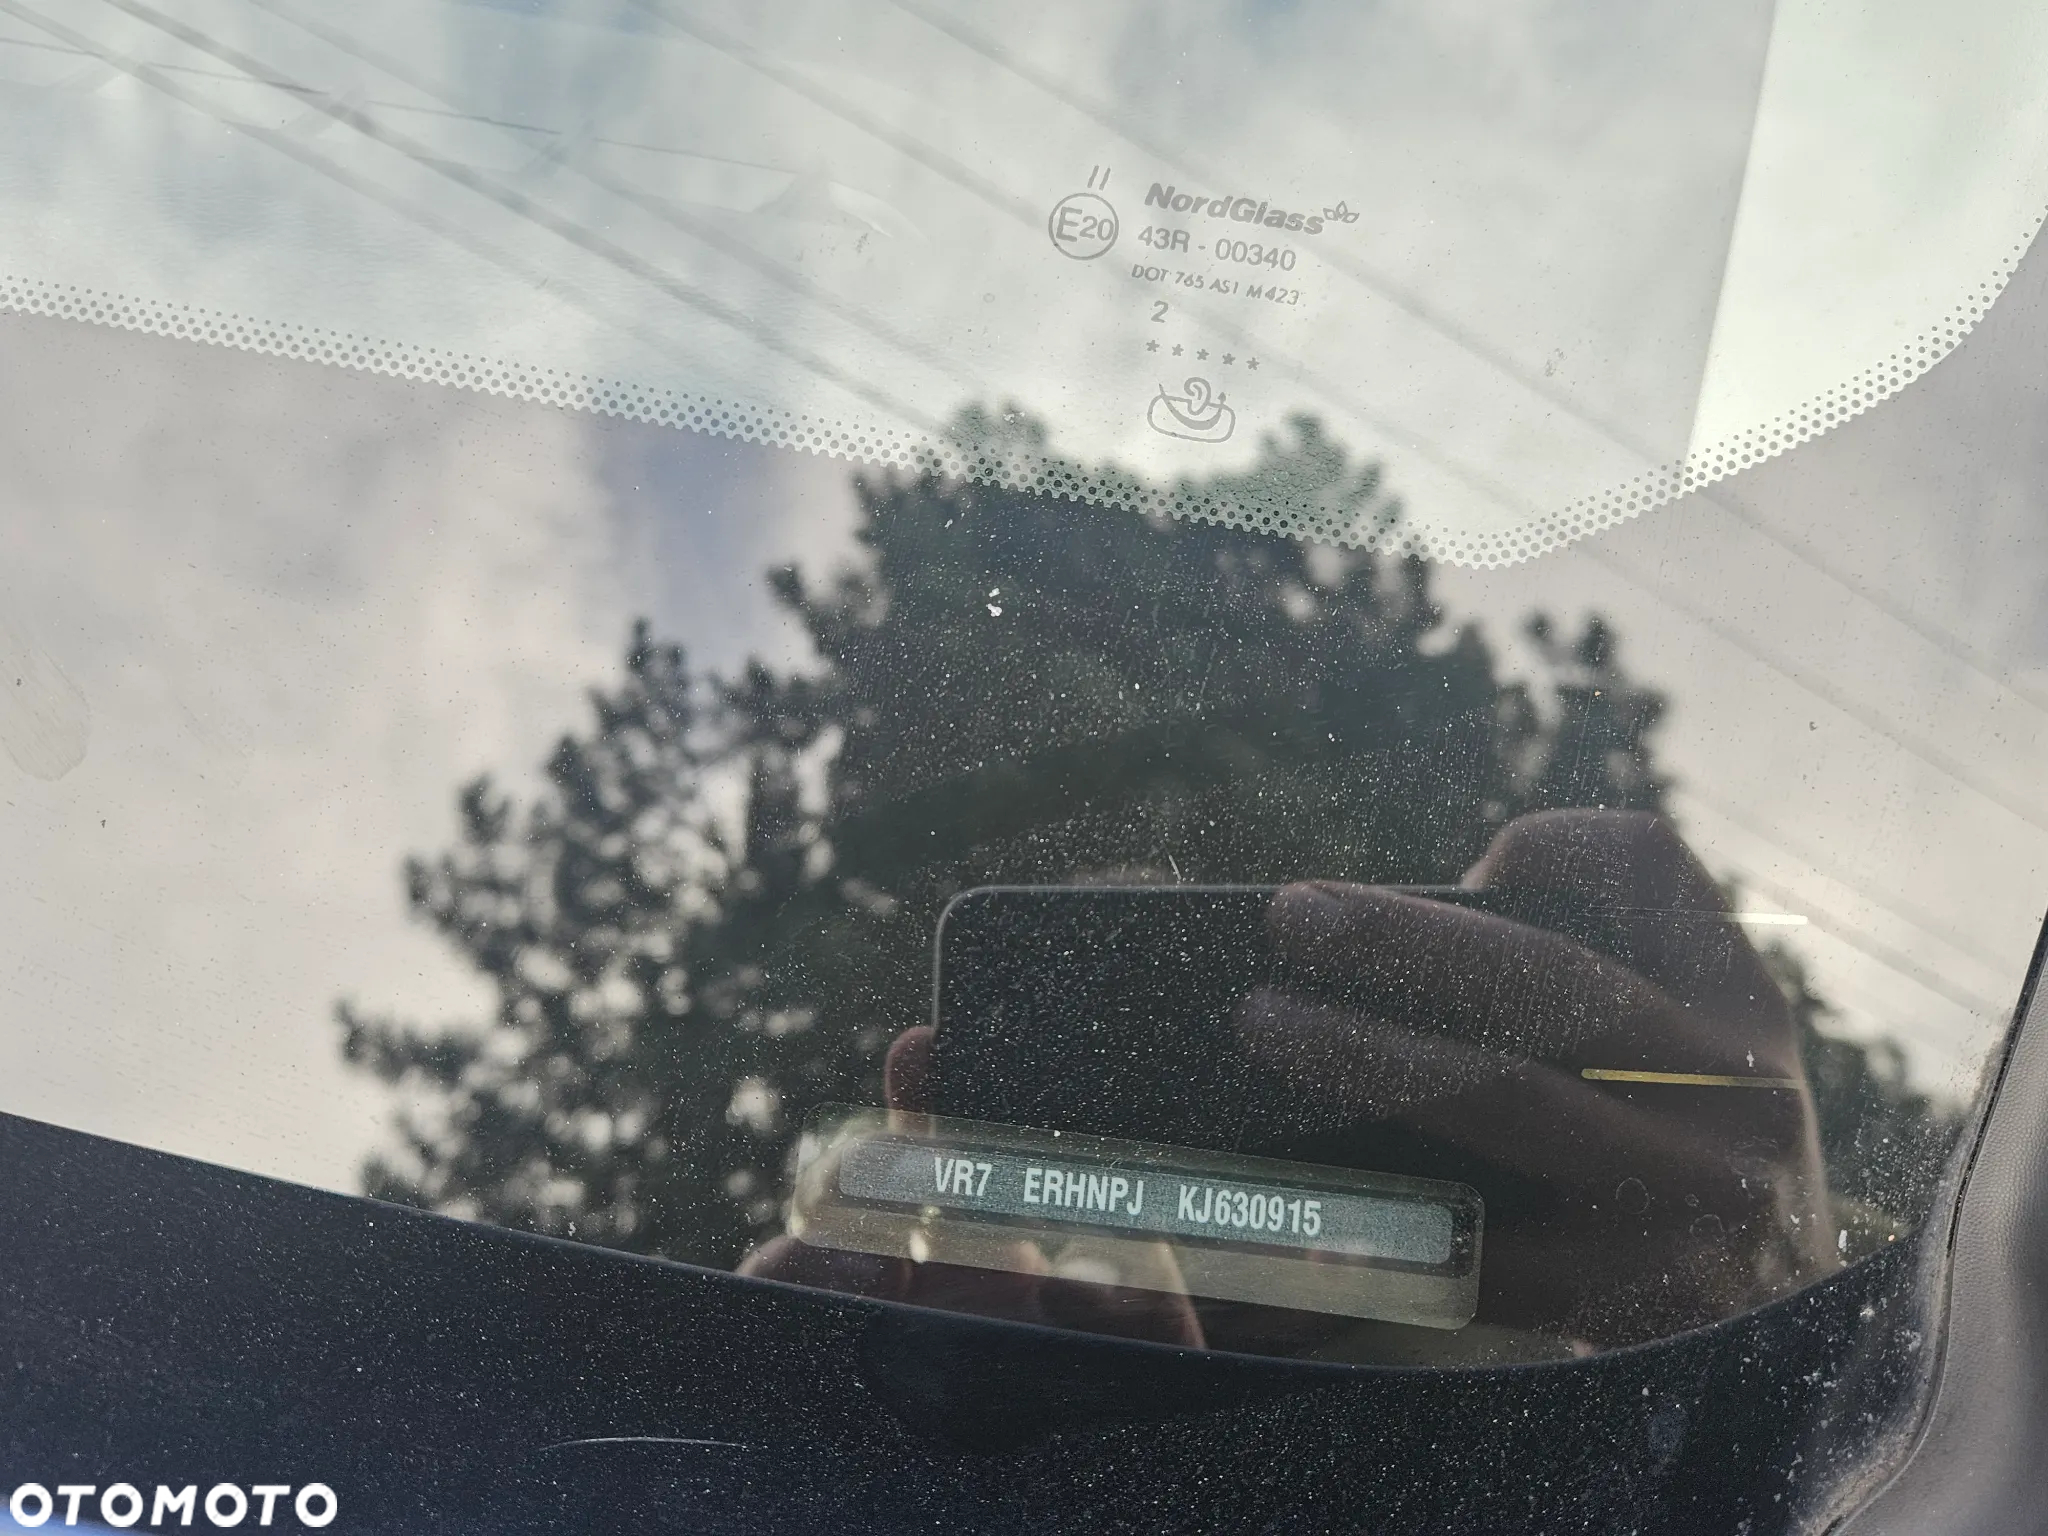 II
NordGlass
E20
43R - 00340
DOT 765 AS1 M423
2
* * * * *
VR7 ERHNPJ KJ630915
OTOMOTO